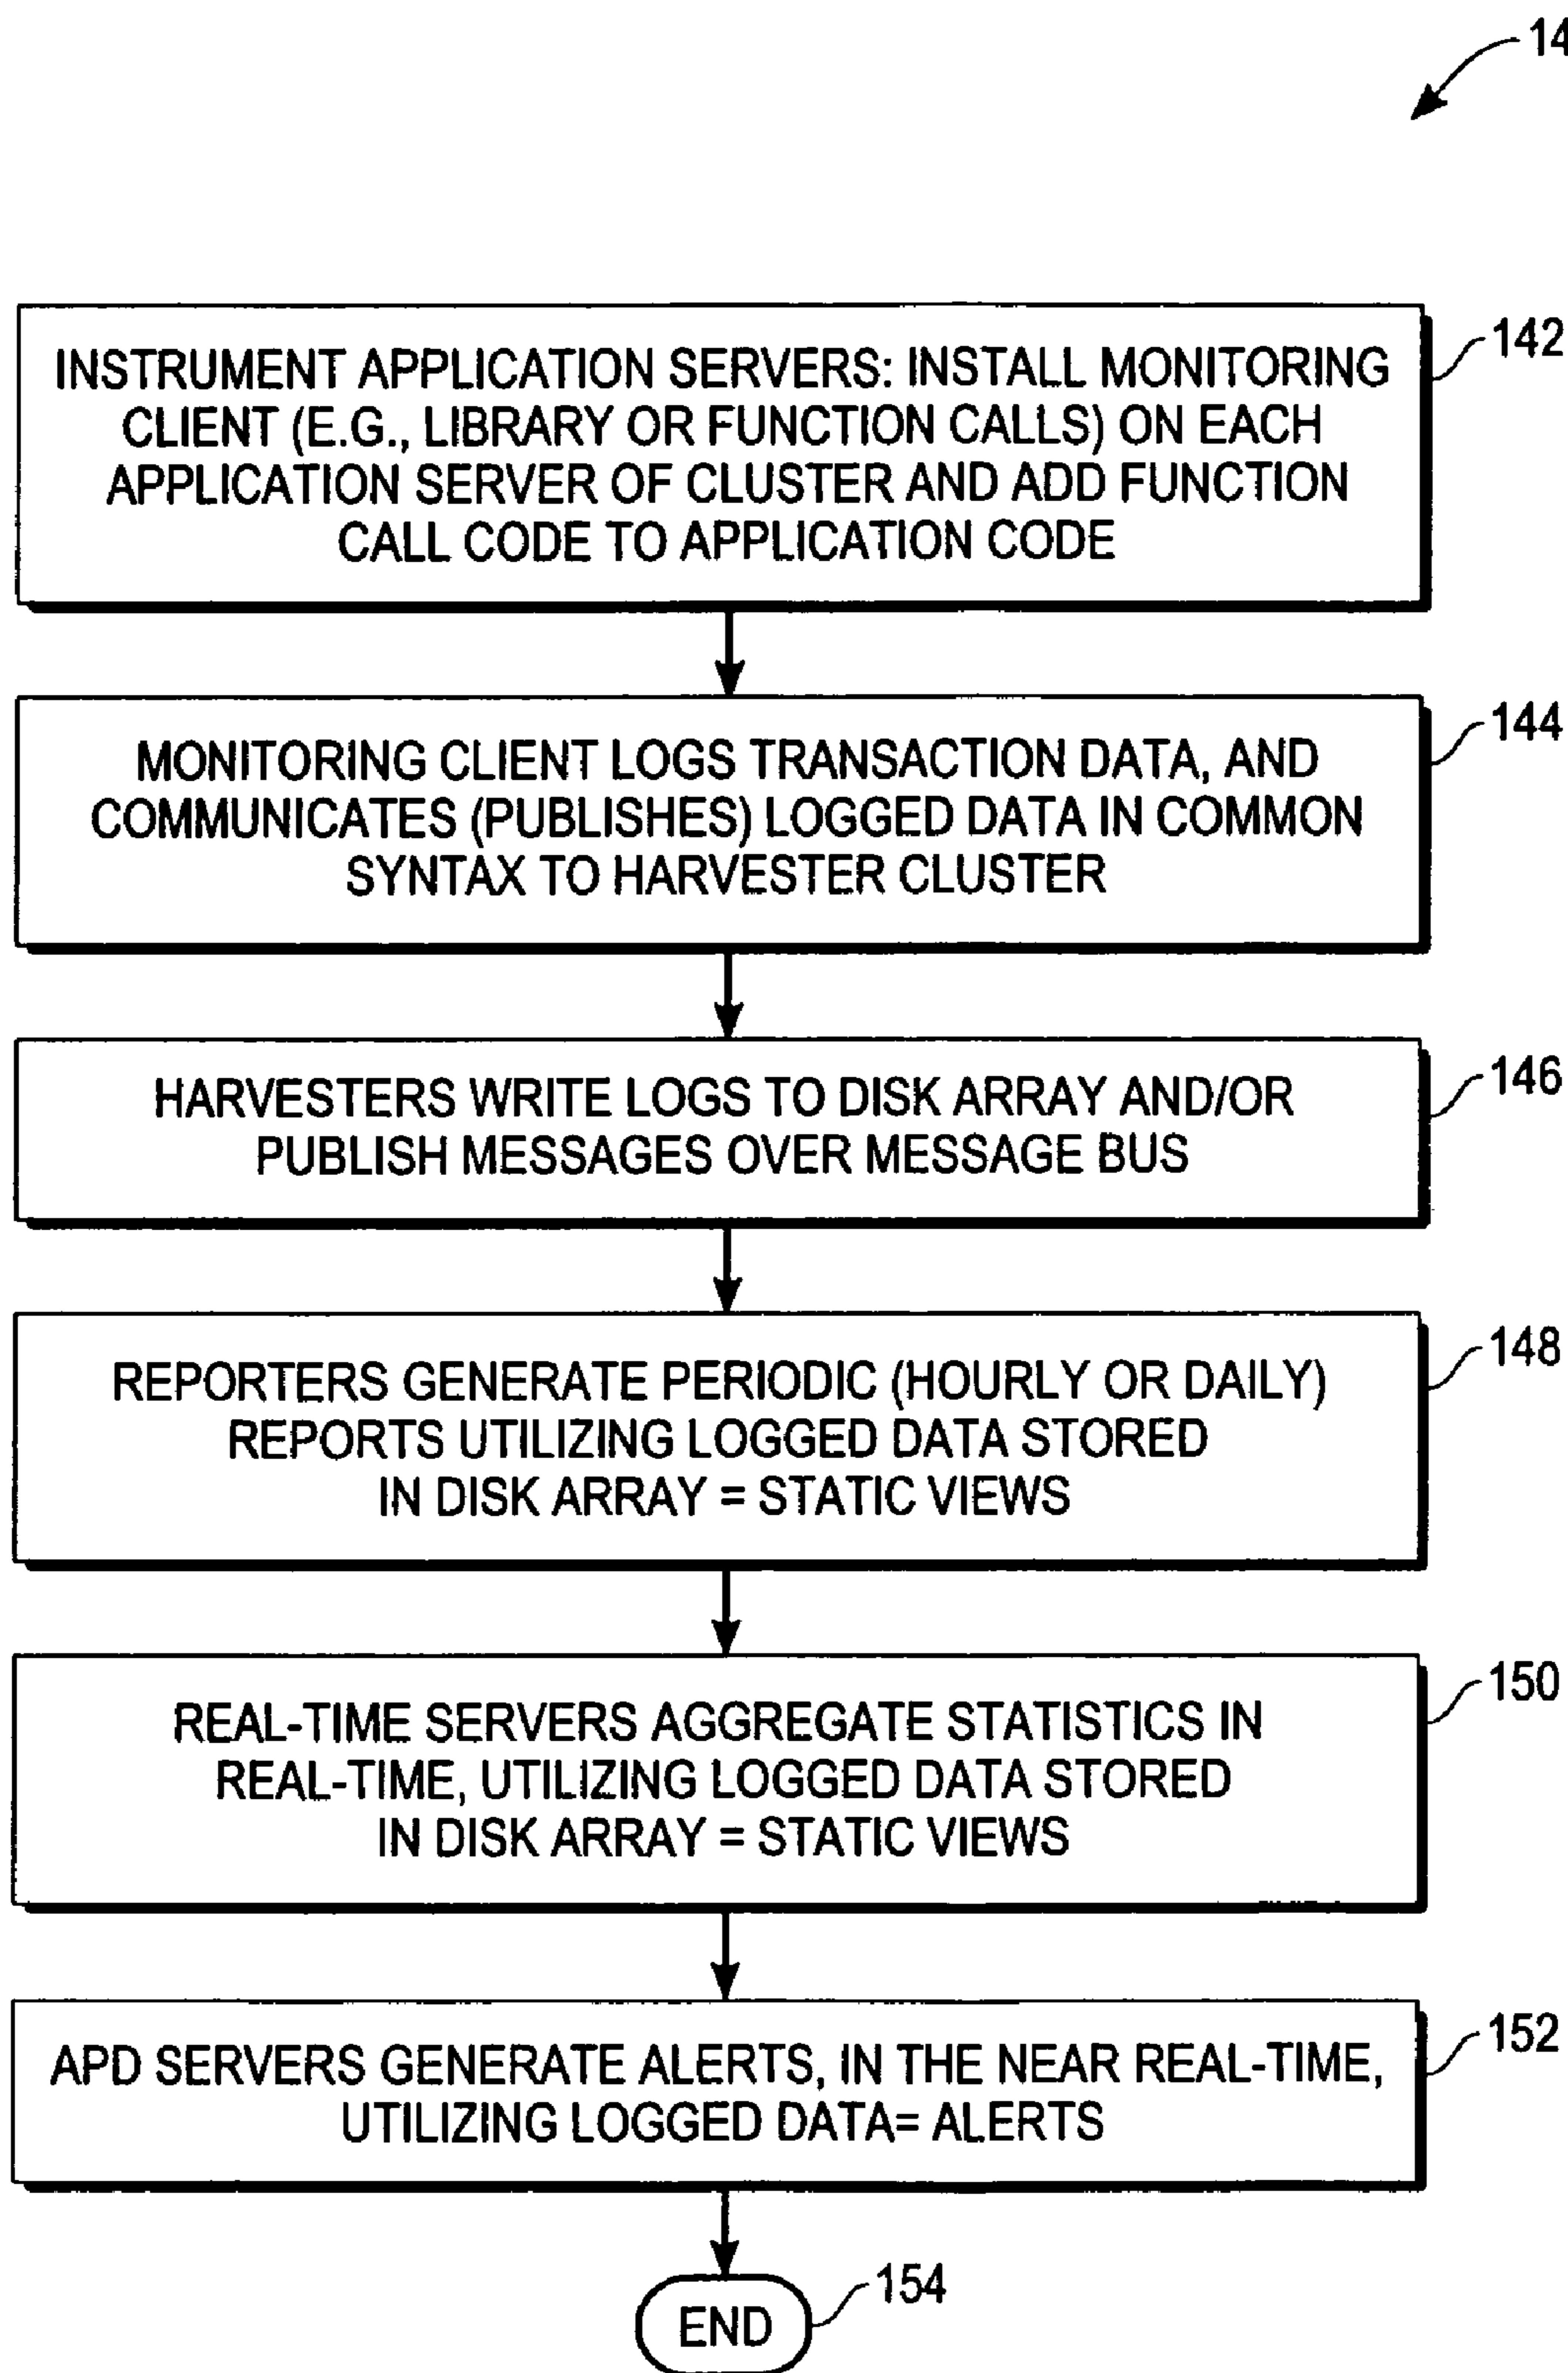 14
INSTRUMENT APPLICATION SERVERS: INSTALL MONITORING
CLIENT (E.G., LIBRARY OR FUNCTION CALLS) ON EACH
APPLICATION SERVER OF CLUSTER AND ADD FUNCTION
CALL CODE TO APPLICATION CODE
142
MONITORING CLIENT LOGS TRANSACTION DATA, AND
COMMUNICATES (PUBLISHES) LOGGED DATA IN COMMON
SYNTAX TO HARVESTER CLUSTER
144
HARVESTERS WRITE LOGS TO DISK ARRAY AND/OR
PUBLISH MESSAGES OVER MESSAGE BUS
146
REPORTERS GENERATE PERIODIC (HOURLY OR DAILY)
REPORTS UTILIZING LOGGED DATA STORED
IN DISK ARRAY = STATIC VIEWS
148
REAL-TIME SERVERS AGGREGATE STATISTICS IN
REAL-TIME, UTILIZING LOGGED DATA STORED
IN DISK ARRAY = STATIC VIEWS
150
APD SERVERS GENERATE ALERTS, IN THE NEAR REAL-TIME,
UTILIZING LOGGED DATA= ALERTS
152
END
154